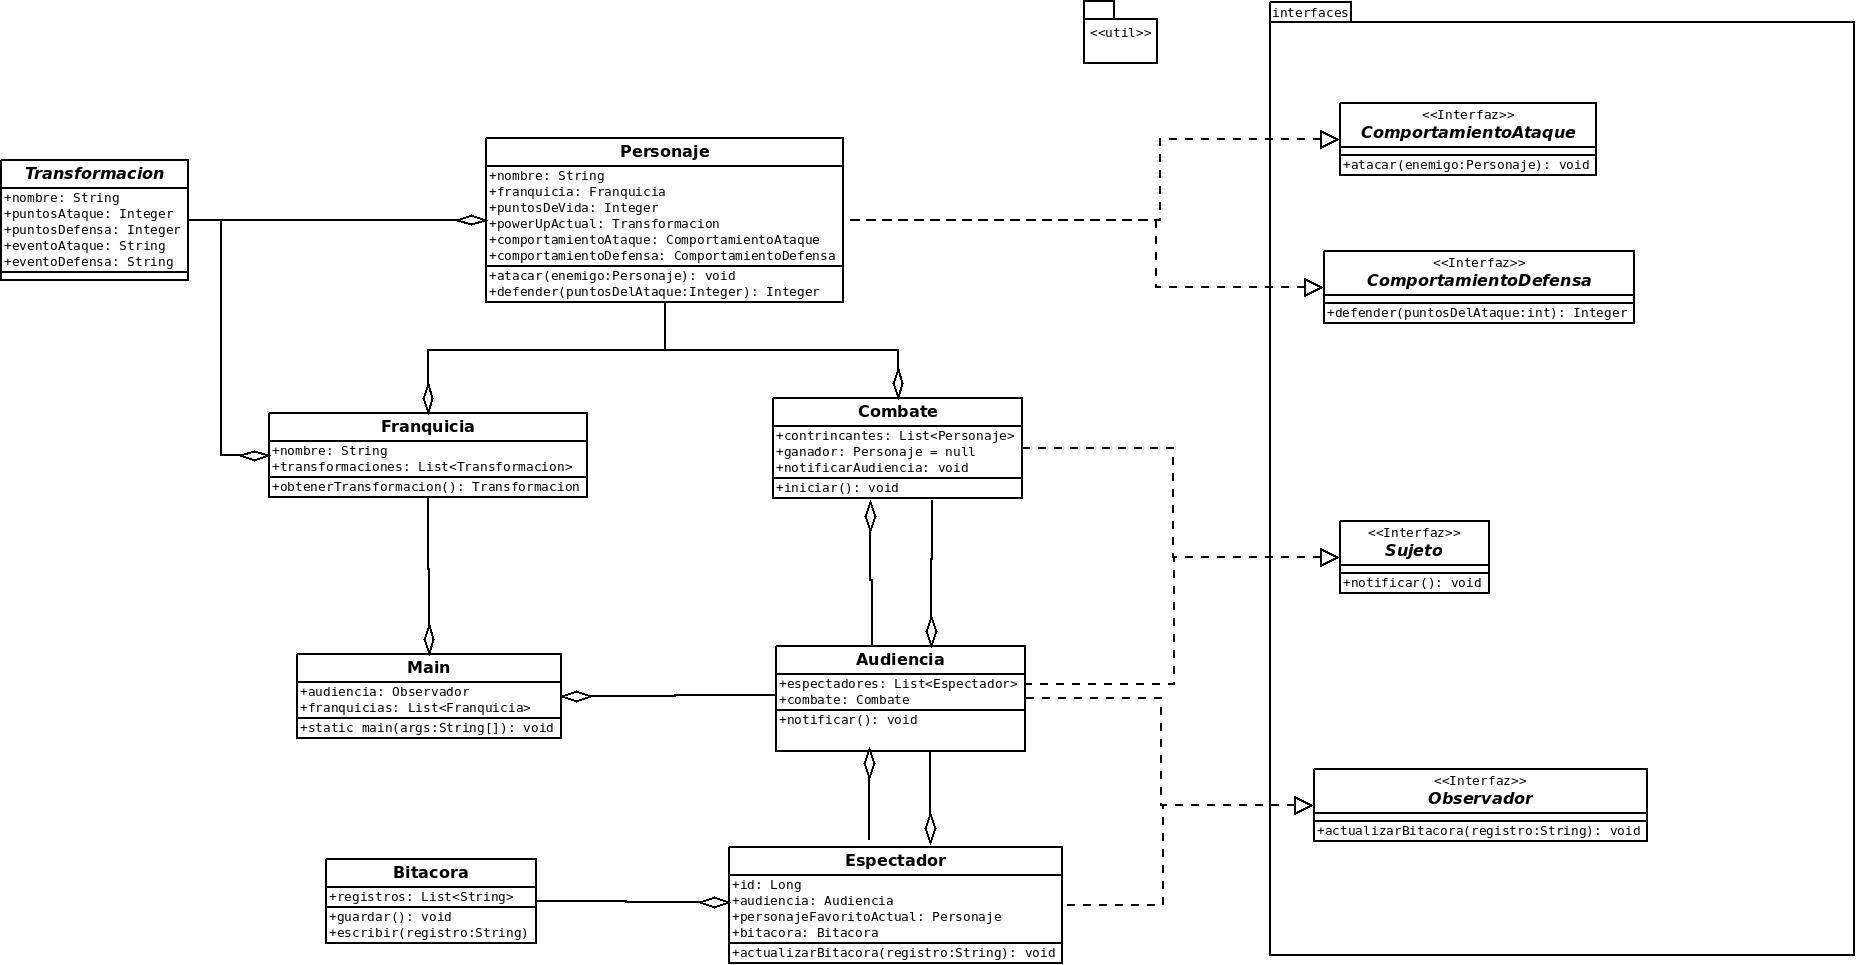 <<util>>
interfaces
<<Interfaz>>
ComportamientoAtaque
+atacar(enemigo:Personaje): void
Transformacion
+nombre: String
+puntosAtaque: Integer
+puntosDefensa: Integer
+eventoAtaque: String
+eventoDefensa: String
Personaje
+nombre: String
+franquicia: Franquicia
+puntosDeVida: Integer
+powerUpActual: Transformacion
+comportamientoAtaque: ComportamientoAtaque
+comportamientoDefensa: ComportamientoDefensa
+atacar(enemigo:Personaje): void
+defender(puntosDelAtaque:Integer): Integer
<<Interfaz>>
ComportamientoDefensa
+defender(puntosDelAtaque:int): Integer
Franquicia
+nombre: String
+transformaciones: List<Transformacion>
+obtenerTransformacion(): Transformacion
Combate
+contrincantes: List<Personaje>
+ganador: Personaje = null
+notificarAudiencia: void
+iniciar(): void
<<Interfaz>>
Sujeto
+notificar(): void
Main
+audiencia: Observador
+franquicias: List<Franquicia>
+static main(args:String[]): void
Audiencia
+espectadores: List<Espectador>
+combate: Combate
+notificar(): void
<<Interfaz>>
Observador
+actualizarBitacora(registro:String): void
Bitacora
+registros: List<String>
+guardar(): void
+escribir(registro:String)
Espectador
+id: Long
+audiencia: Audiencia
+personajeFavoritoActual: Personaje
+bitacora: Bitacora
+actualizarBitacora(registro:String): void